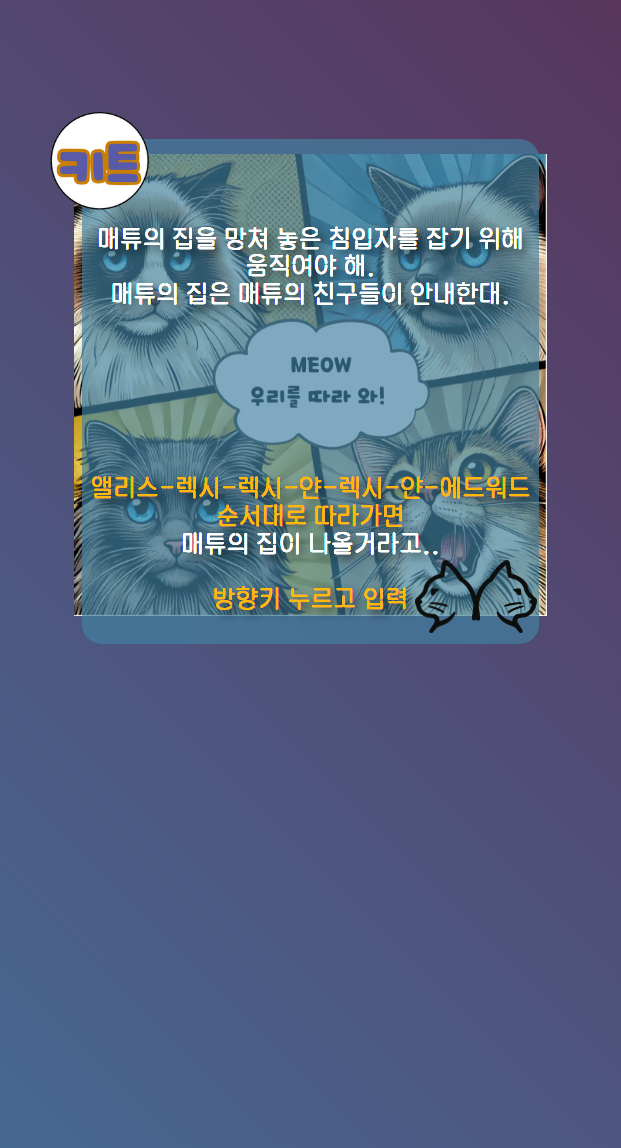 키트
매튜의 집을 망쳐 놓은 침입자를 잡기 위해
움직여야 해.
매튜의 집은 매튜의 친구들이 안내한대.
MEOW
우리를 따라 와!
앨리스-렉시-렉시-얀-렉시-얀-에드워드
순서대로 따라가면
매튜의 집이 나올거라고..
방향키 누르고 입력